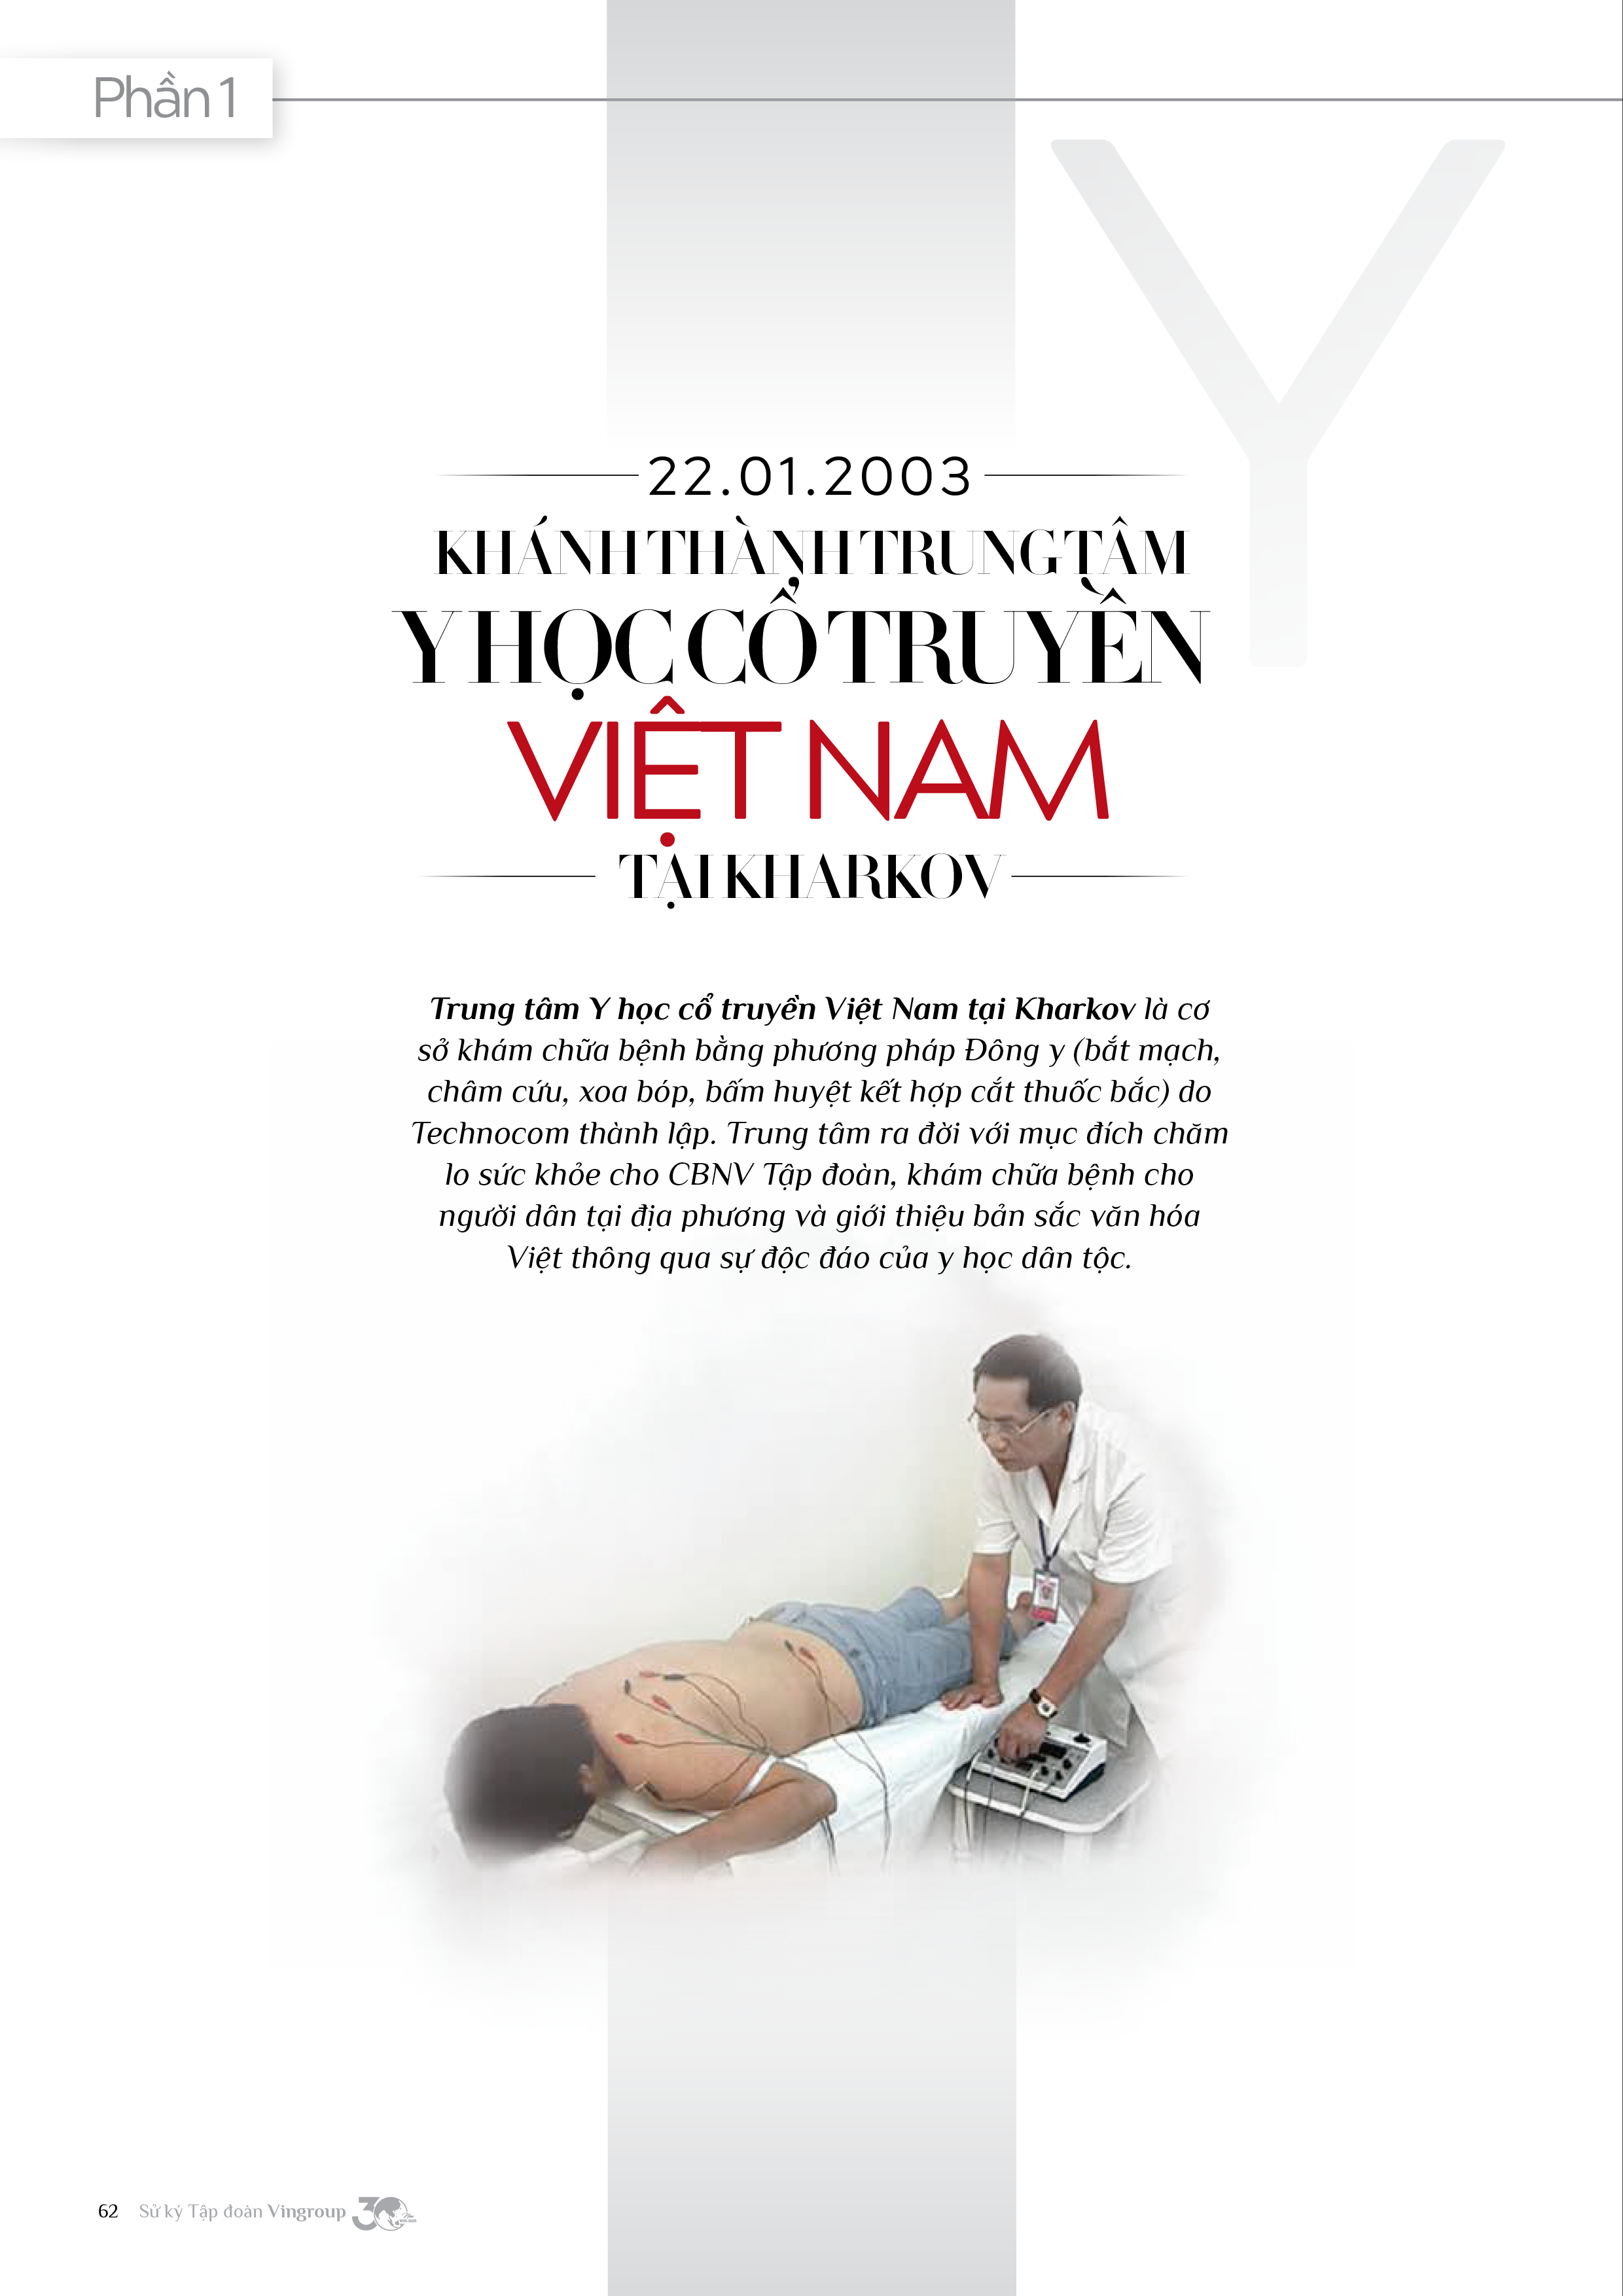 Phần 1
Y
22.01.2003
KHÁNH THÀNH TRUNG TÂM
Y HỌC CỔ TRUYỀN
VIỆT NAM
TẠI KHARKOV
Trung tâm Y học cổ truyền Việt Nam tại Kharkov là cơ
sở khám chữa bệnh bằng phương pháp Đông y (bắt mạch,
châm cứu, xoa bóp, bấm huyệt kết hợp cắt thuốc bắc) do
Technocom thành lập. Trung tâm ra đời với mục đích chăm
lo sức khỏe cho CBNV Tập đoàn, khám chữa bệnh cho
người dân tại địa phương và giới thiệu bản sắc văn hóa
Việt thông qua sự độc đáo của y học dân tộc.
62 Sử ký Tập đoàn Vingroup 30